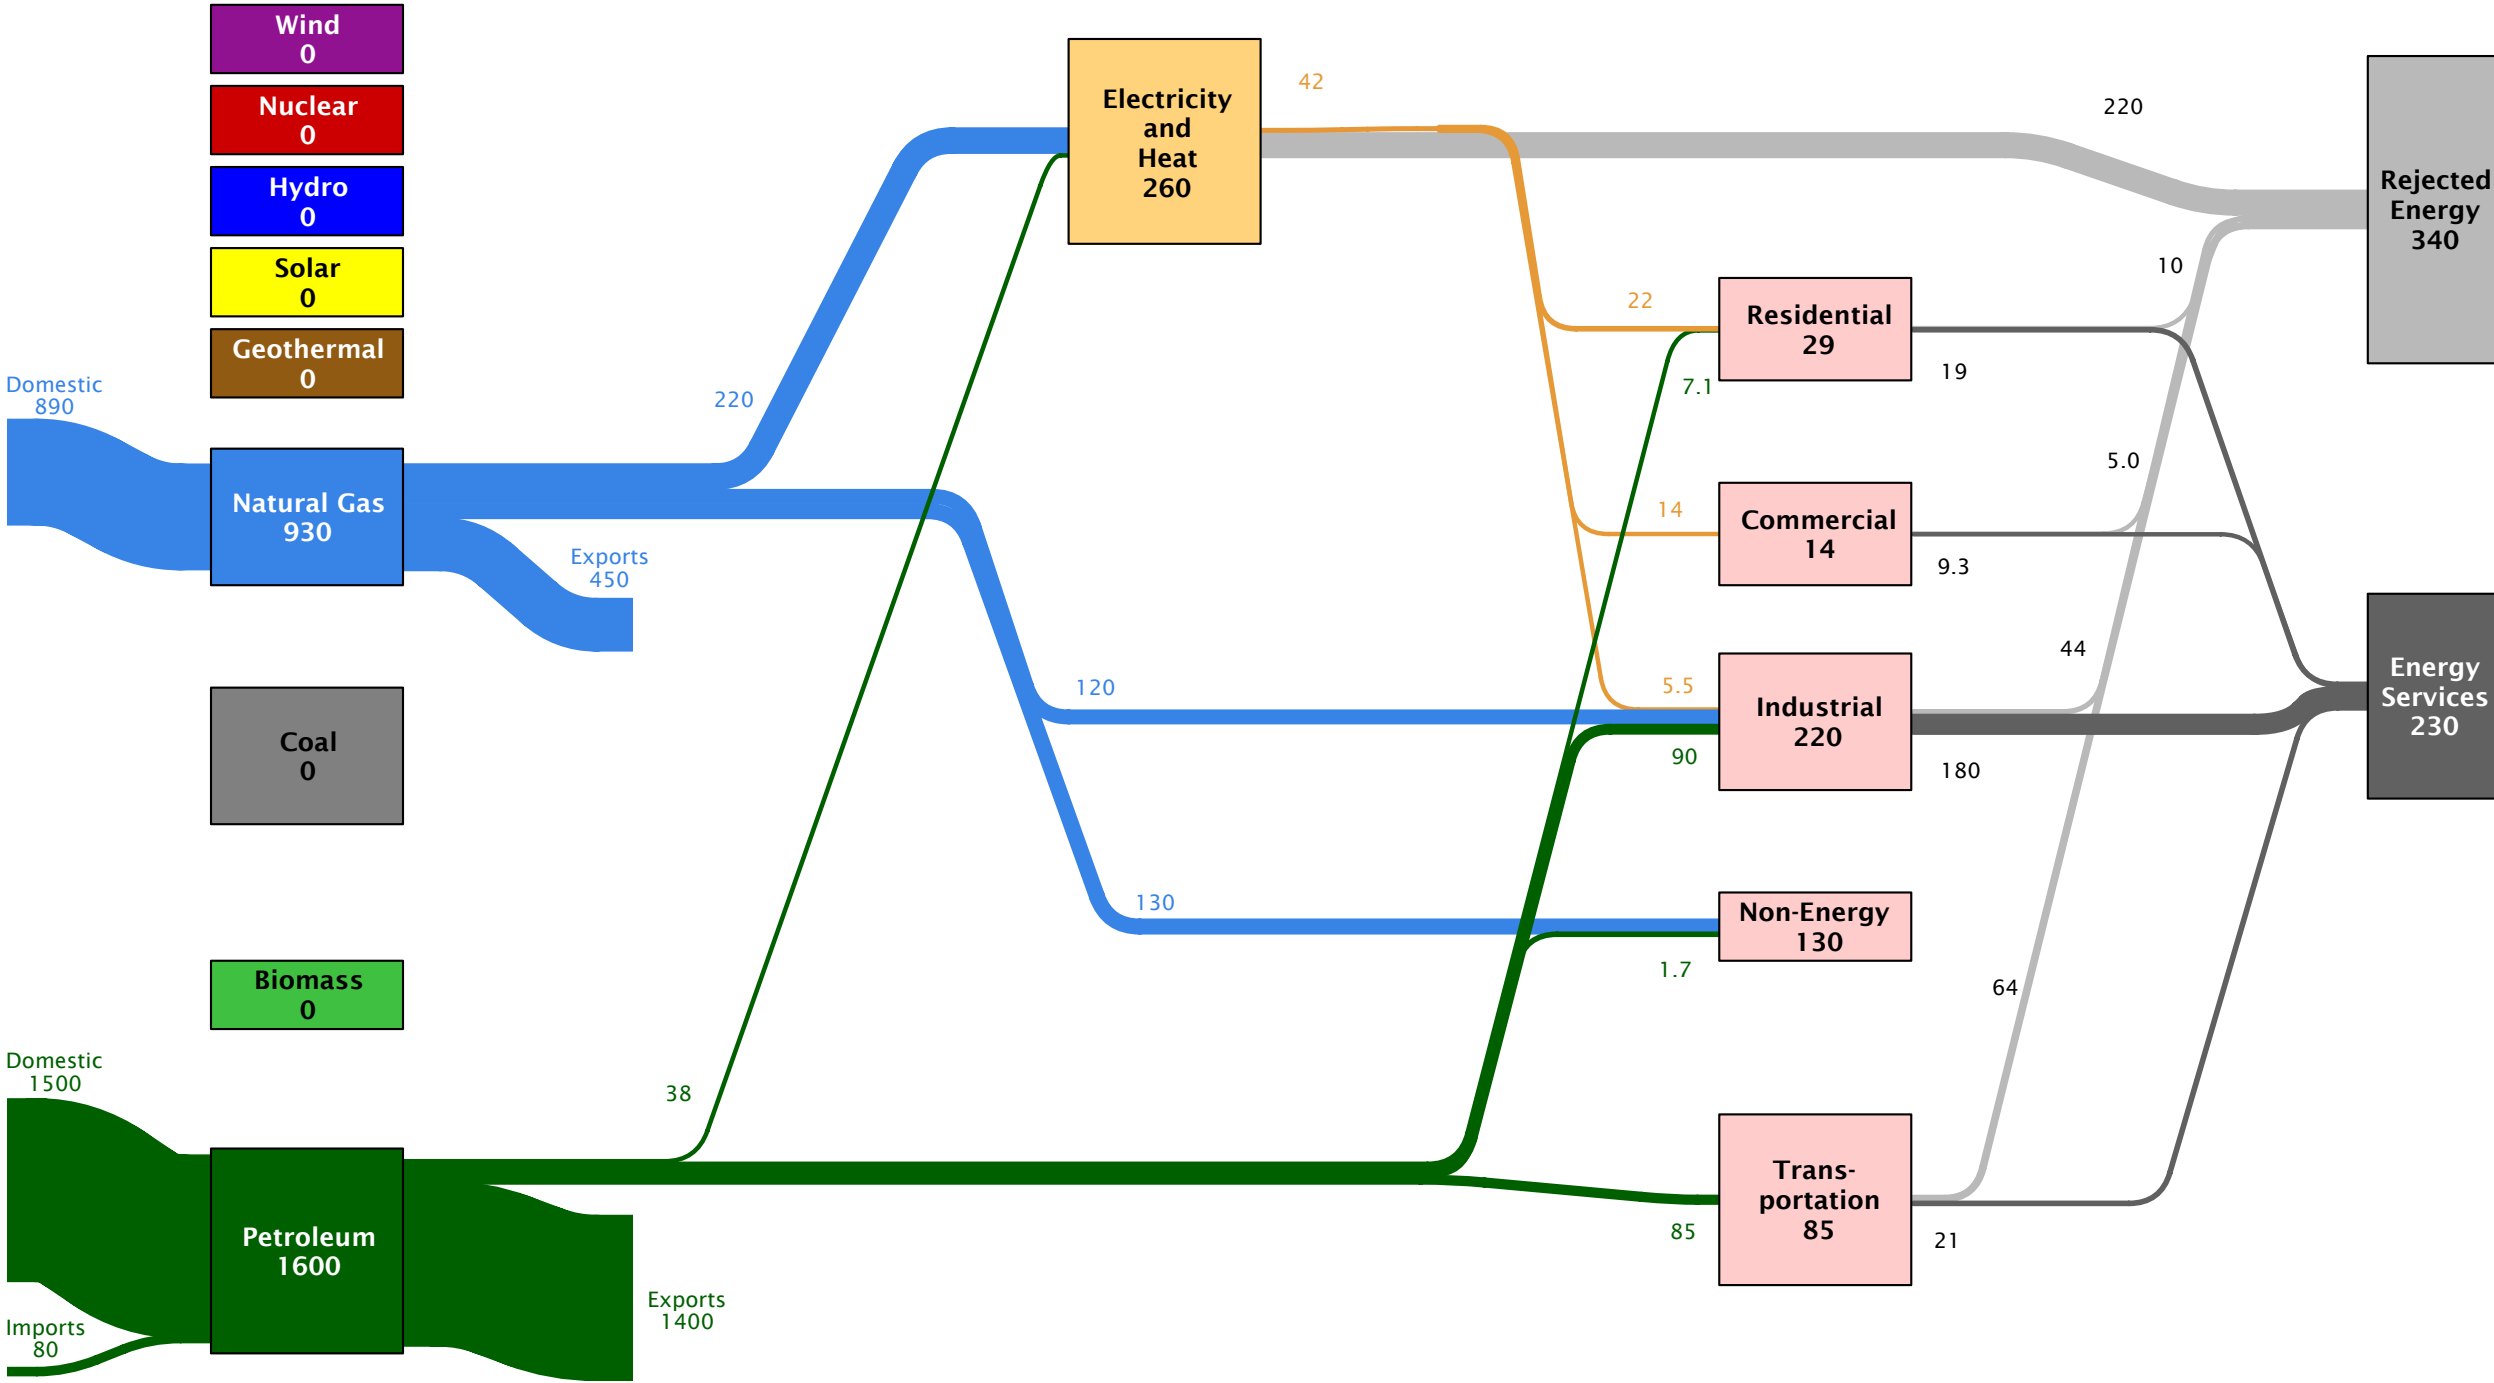 Wind
0
Nuclear
0
Hydro
0
Solar
0
Geothermal
0
Domestic
890
Natural Gas
930
Exports
450
Coal
0
Biomass
0
Domestic
1500
Petroleum
1600
Imports
80
Exports
1400
220
120
130
38
Electricity
and
Heat
260
42
22
7.1
14
5.5
90
1.7
85
Residential
29
Commercial
14
Industrial
220
Non-Energy
130
Trans-
portation
85
220
10
19
5.0
9.3
44
180
64
21
Rejected
Energy
340
Energy
Services
230